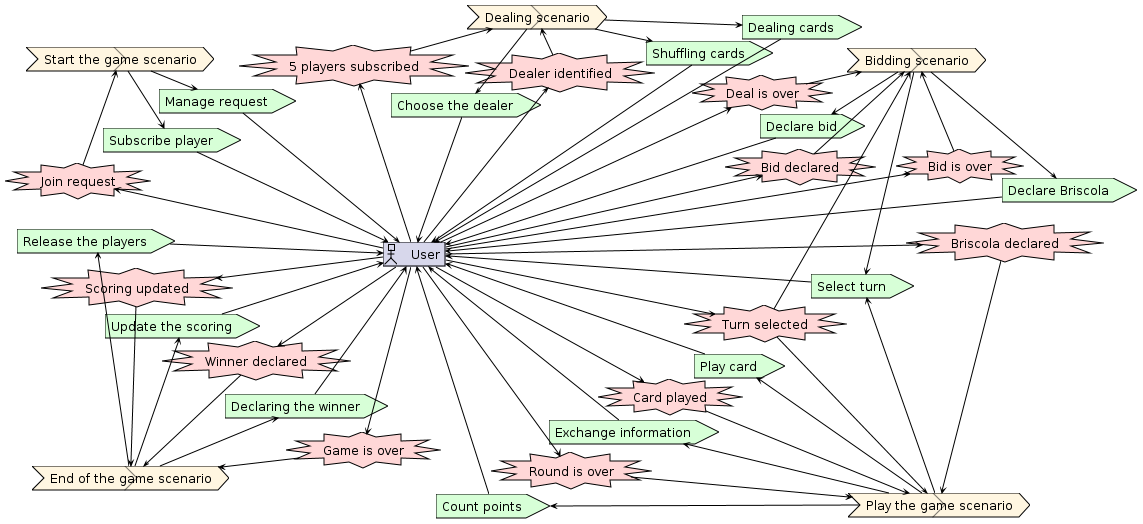 Dealing scenario
Dealing cards
Start the game scenario
5 players subscribed
Shuffling cards
Bidding scenario
Dealer identified
Manage request
Choose the dealer
Deal is over
Subscribe player
Declare bid
Join request
Bid declared
Bid is over
Declare Briscola
Release the players
User
Briscola declared
Scoring updated
Select turn
Update the scoring
Turn selected
Winner declared
Play card
Card played
Declaring the winner
Exchange information
Game is over
Round is over
End of the game scenario
Count points
Play the game scenario